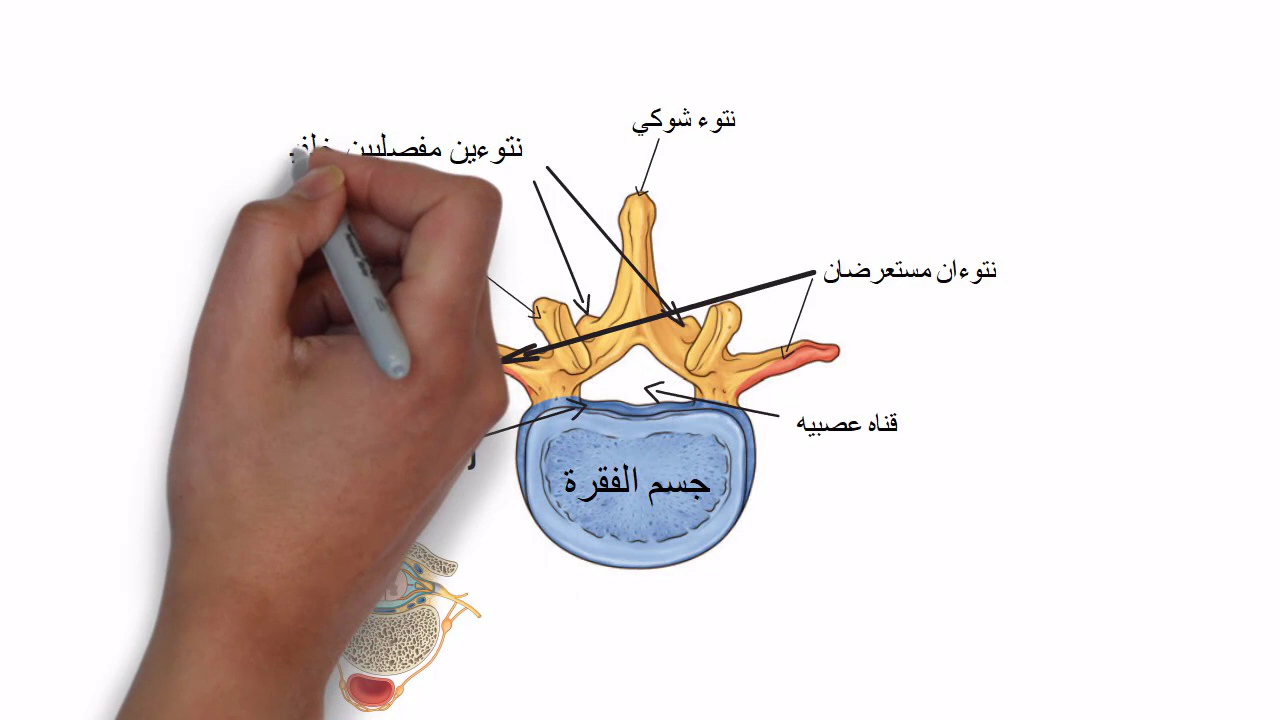 نتوء شوكي
نتوءين مفصليين
نتوءان مستعرضان
قناه عصبيه
جسم الفقرة